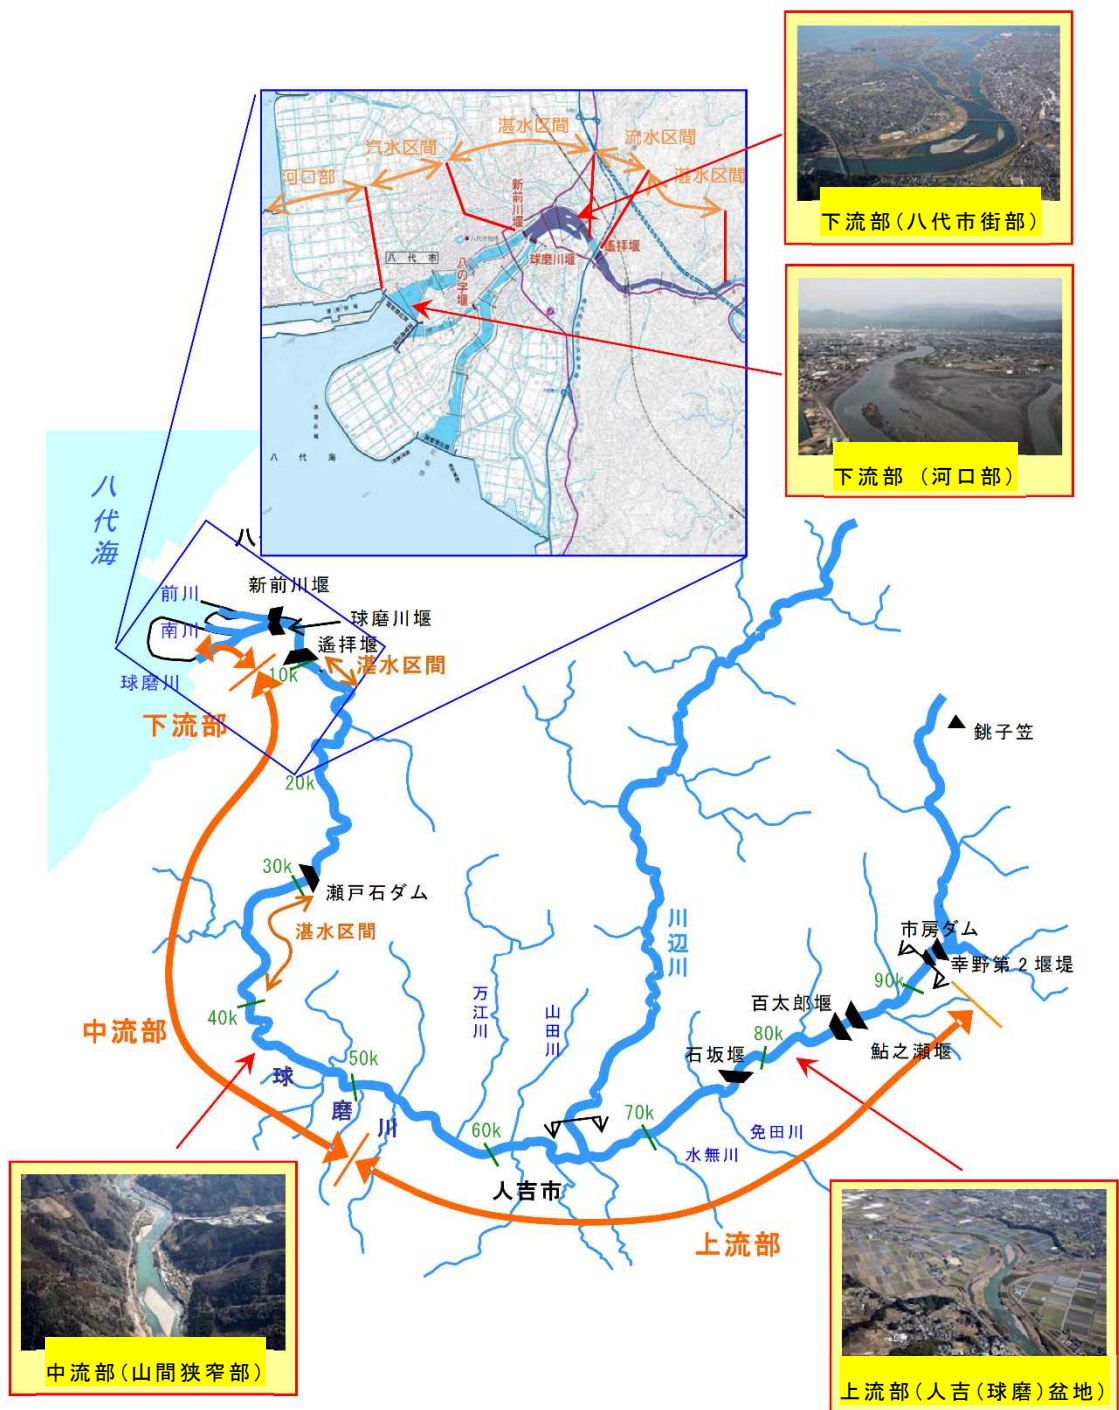 下流部(八代市街部)
下流部 (河口部)
河口部
汽水区間
湛水区間
流水区間
湛水区間
新前川堰
遙拝堰
球磨川堰
八の字堰
八代市
八代海
八代海
八
前川
南川
球磨川
新前川堰
球磨川堰
遙拝堰
湛水区間
10k
下流部
20k
30k
瀬戸石ダム
湛水区間
40k
中流部
50k
球磨川
万江川
山田川
60k
人吉市
川辺川
70k
水無川
免田川
石坂堰
80k
百太郎堰
鮎之瀬堰
90k
市房ダム
幸野第2堰堤
銚子笠
上流部
中流部(山間狭窄部)
上流部(人吉(球磨)盆地)